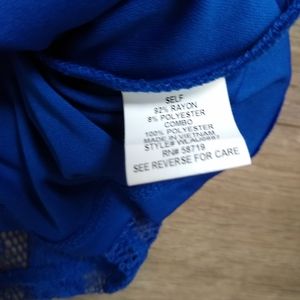 SELF
92% RAYON
8% POLYESTER
COMBO
100% POLYESTER
MADE IN VIETNAM
STYLE#
RN# 58719
SEE REVERSE FOR CARE